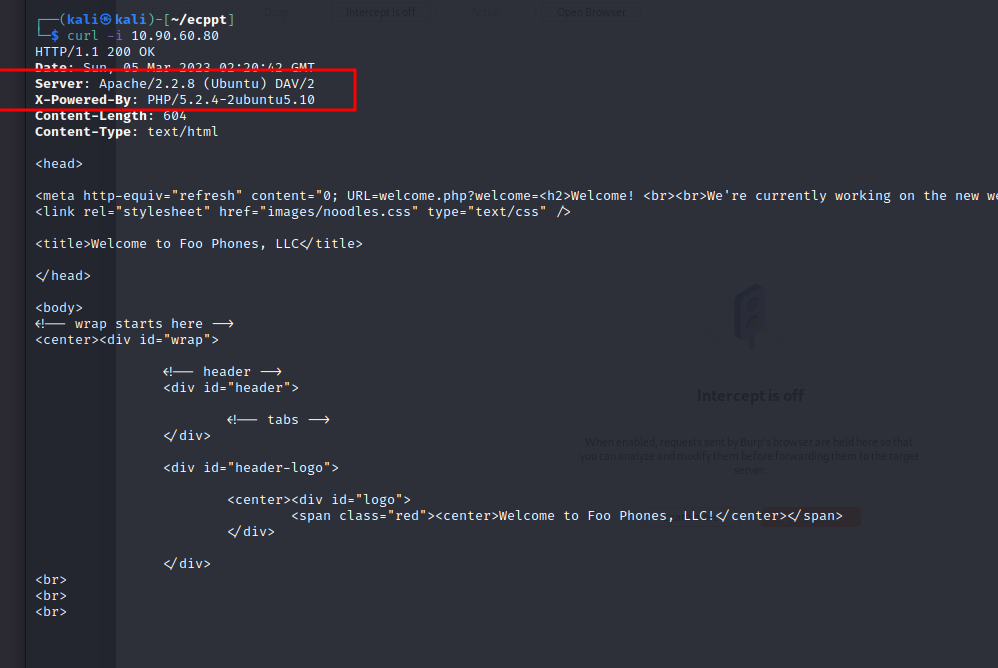 Drop Intercept is off Action Open Browser
┌──(kali㉿kali)-[~/ecppt]
└─$ curl -i 10.90.60.80
HTTP/1.1 200 OK
Date: Sun, 05 Mar 2023 02:20:42 GMT
Server: Apache/2.2.8 (Ubuntu) DAV/2
X-Powered-By: PHP/5.2.4-2ubuntu5.10
Content-Length: 604
Content-Type: text/html
<head>
<meta http-equiv="refresh" content="0; URL=welcome.php?welcome=<h2>Welcome! <br><br>We're currently working on the new we
<link rel="stylesheet" href="images/noodles.css" type="text/css" />
<title>Welcome to Foo Phones, LLC</title>
</head>
<body>
<!-- wrap starts here -->
<center><div id="wrap">
<!-- header -->
<div id="header">
Intercept is off
<!-- tabs -->
</div>
When enabled, requests sent by Burp's browser are held here so that
you can analyze and modify them before forwarding them to the target
server.
<div id="header-logo">
<center><div id="logo">
<span class="red"><center>Welcome to Foo Phones, LLC!</center></span>
</div>
</div>
<br>
<br>
<br>